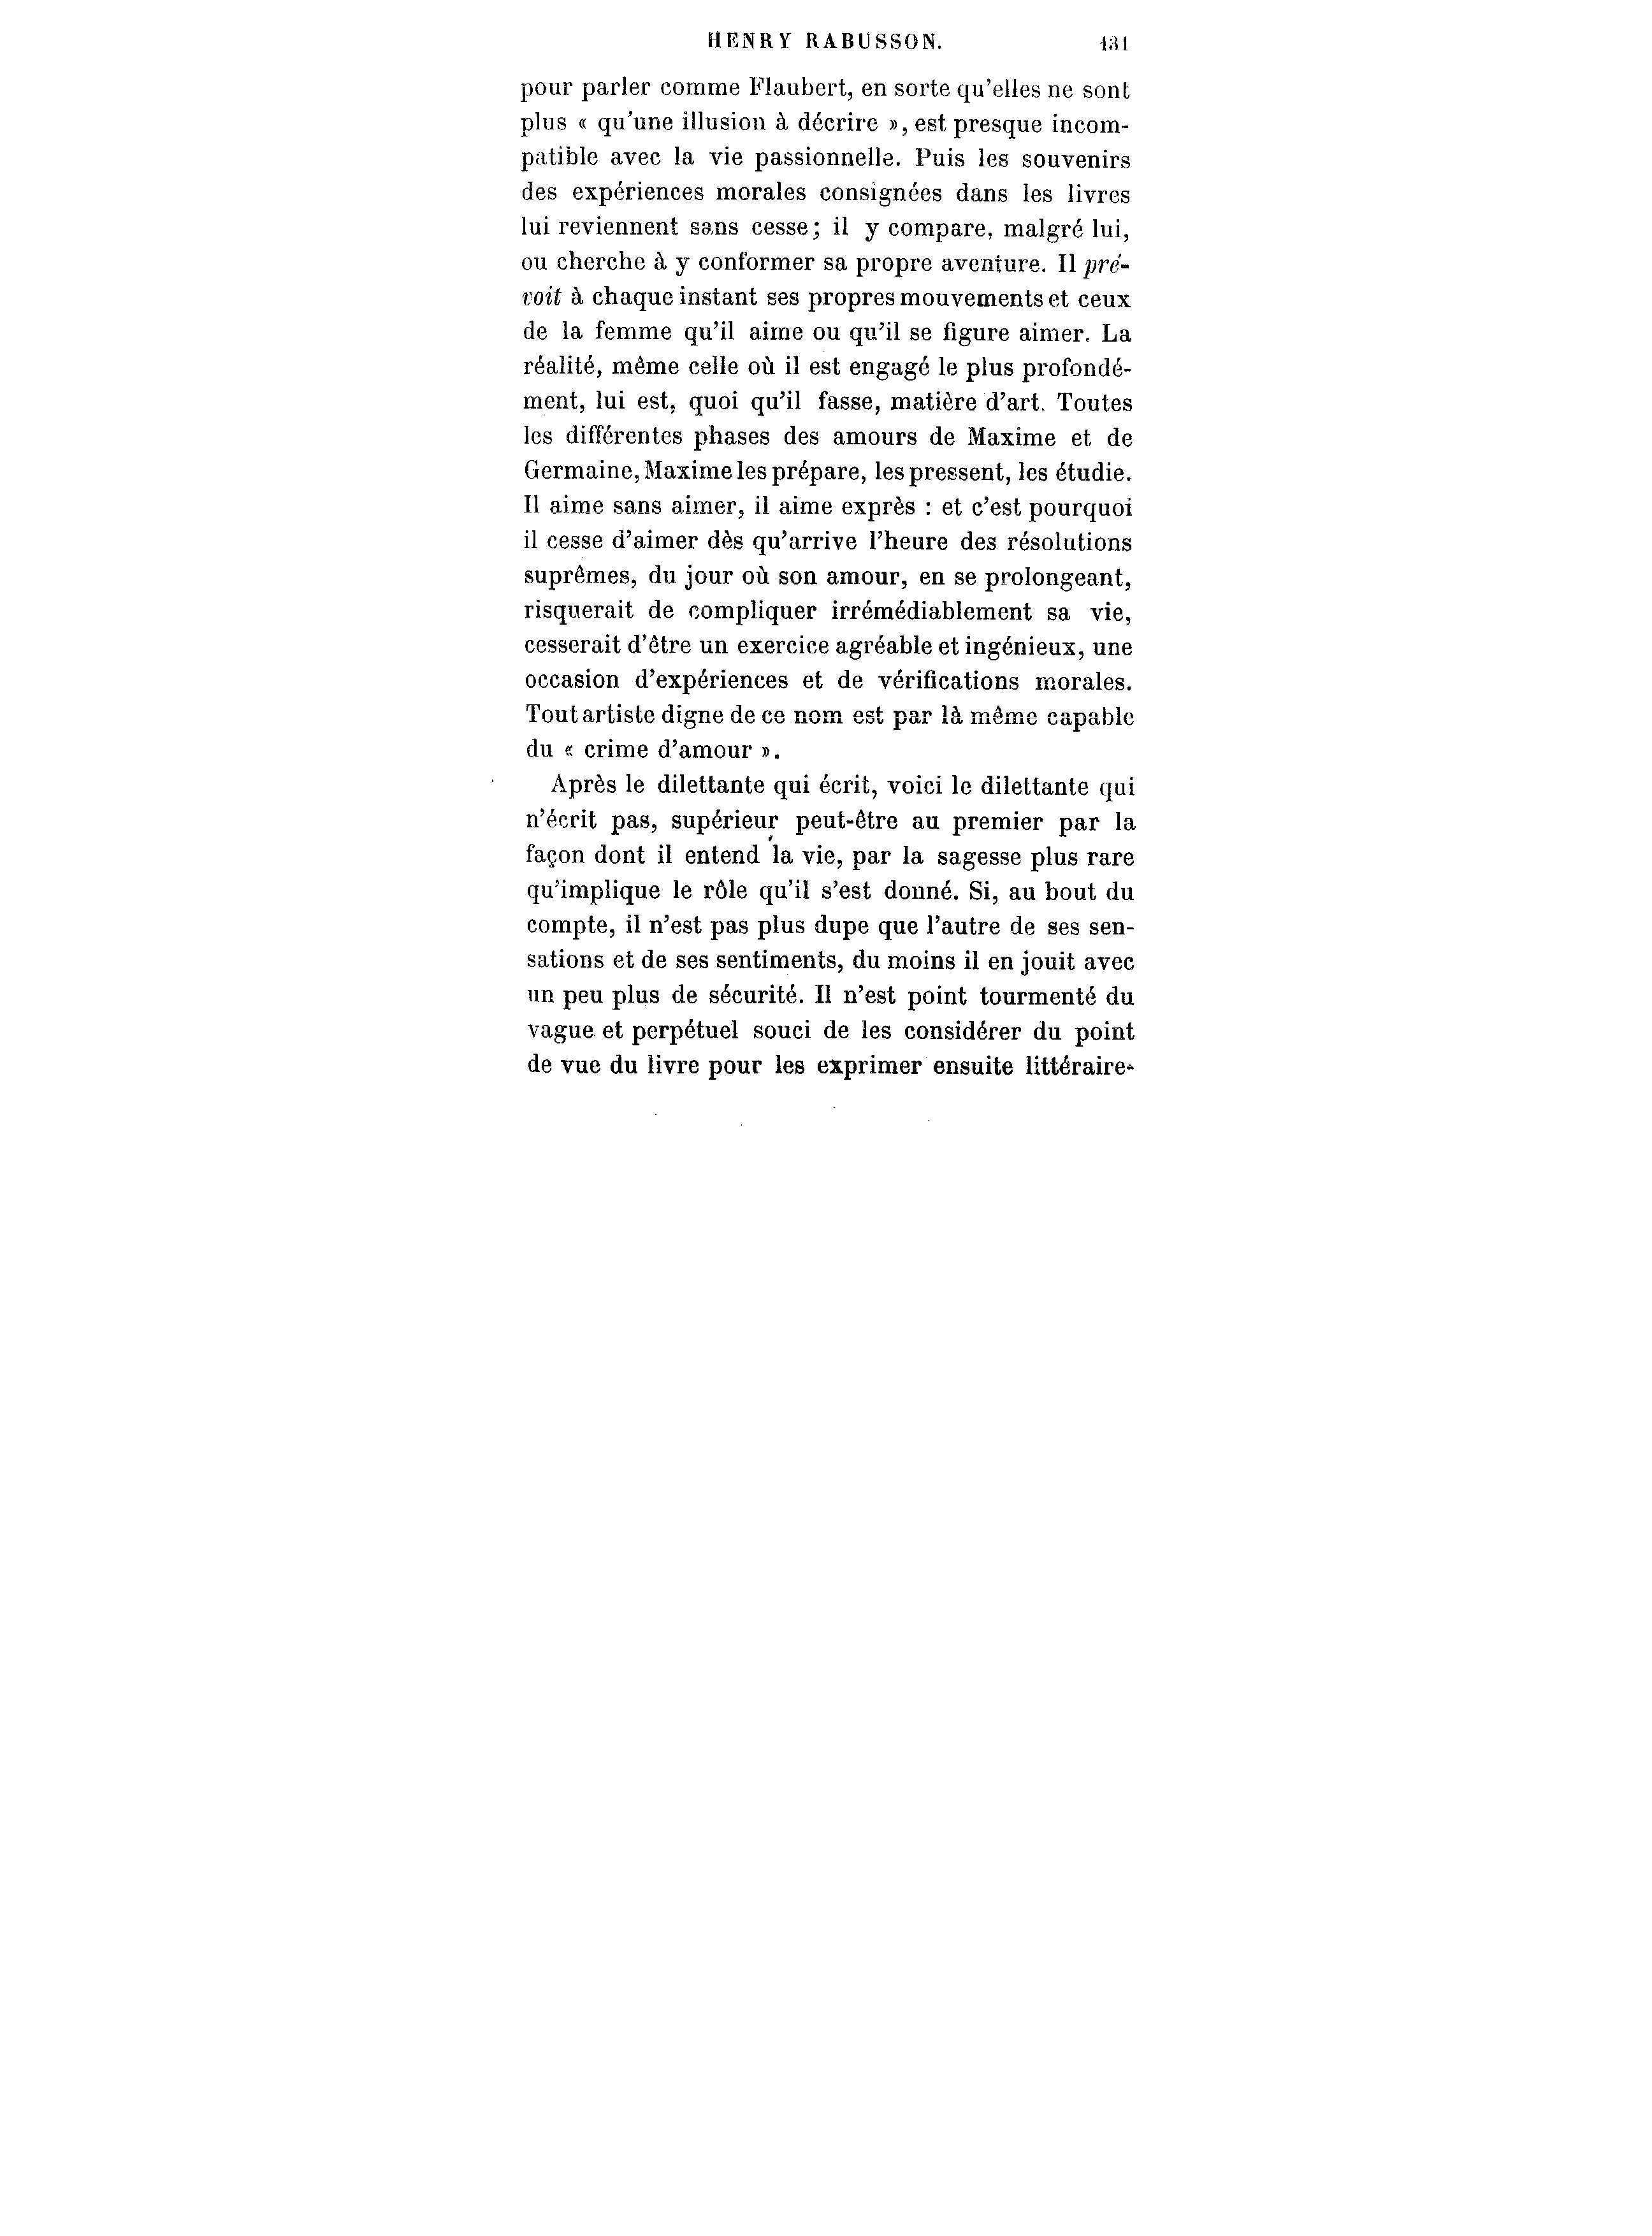 HENRY RABUSSON. 131
pour parler comme Flaubert, en sorte qu'elles ne sont
plus « qu'une illusion à décrire », est presque incom-
patible avec la vie passionnelle. Puis les souvenirs
des expériences morales consignées dans les livres
lui reviennent sans cesse; il y compare, malgré lui,
ou cherche à y conformer sa propre aventure. Il pré-
voit à chaque instant ses propres mouvements et ceux
de la femme qu'il aime ou qu'il se figure aimer. La
réalité, même celle où il est engagé le plus profondé-
ment, lui est, quoi qu'il fasse, matière d'art. Toutes
les différentes phases des amours de Maxime et de
Germaine, Maxime les prépare, les pressent, les étudie.
Il aime sans aimer, il aime exprès : et c'est pourquoi
il cesse d'aimer dès qu'arrive l'heure des résolutions
suprêmes, du jour où son amour, en se prolongeant,
risquerait de compliquer irrémédiablement sa vie,
cesserait d'être un exercice agréable et ingénieux, une
occasion d'expériences et de vérifications morales.
Tout artiste digne de ce nom est par là même capable
du « crime d'amour ».
Après le dilettante qui écrit, voici le dilettante qui
n'écrit pas, supérieur peut-être au premier par la
façon dont il entend la vie, par la sagesse plus rare
qu'implique le rôle qu'il s'est donné. Si, au bout du
compte, il n'est pas plus dupe que l'autre de ses sen-
sations et de ses sentiments, du moins il en jouit avec
un peu plus de sécurité. Il n'est point tourmenté du
vague et perpétuel souci de les considérer du point
de vue du livre pour les exprimer ensuite littéraire-